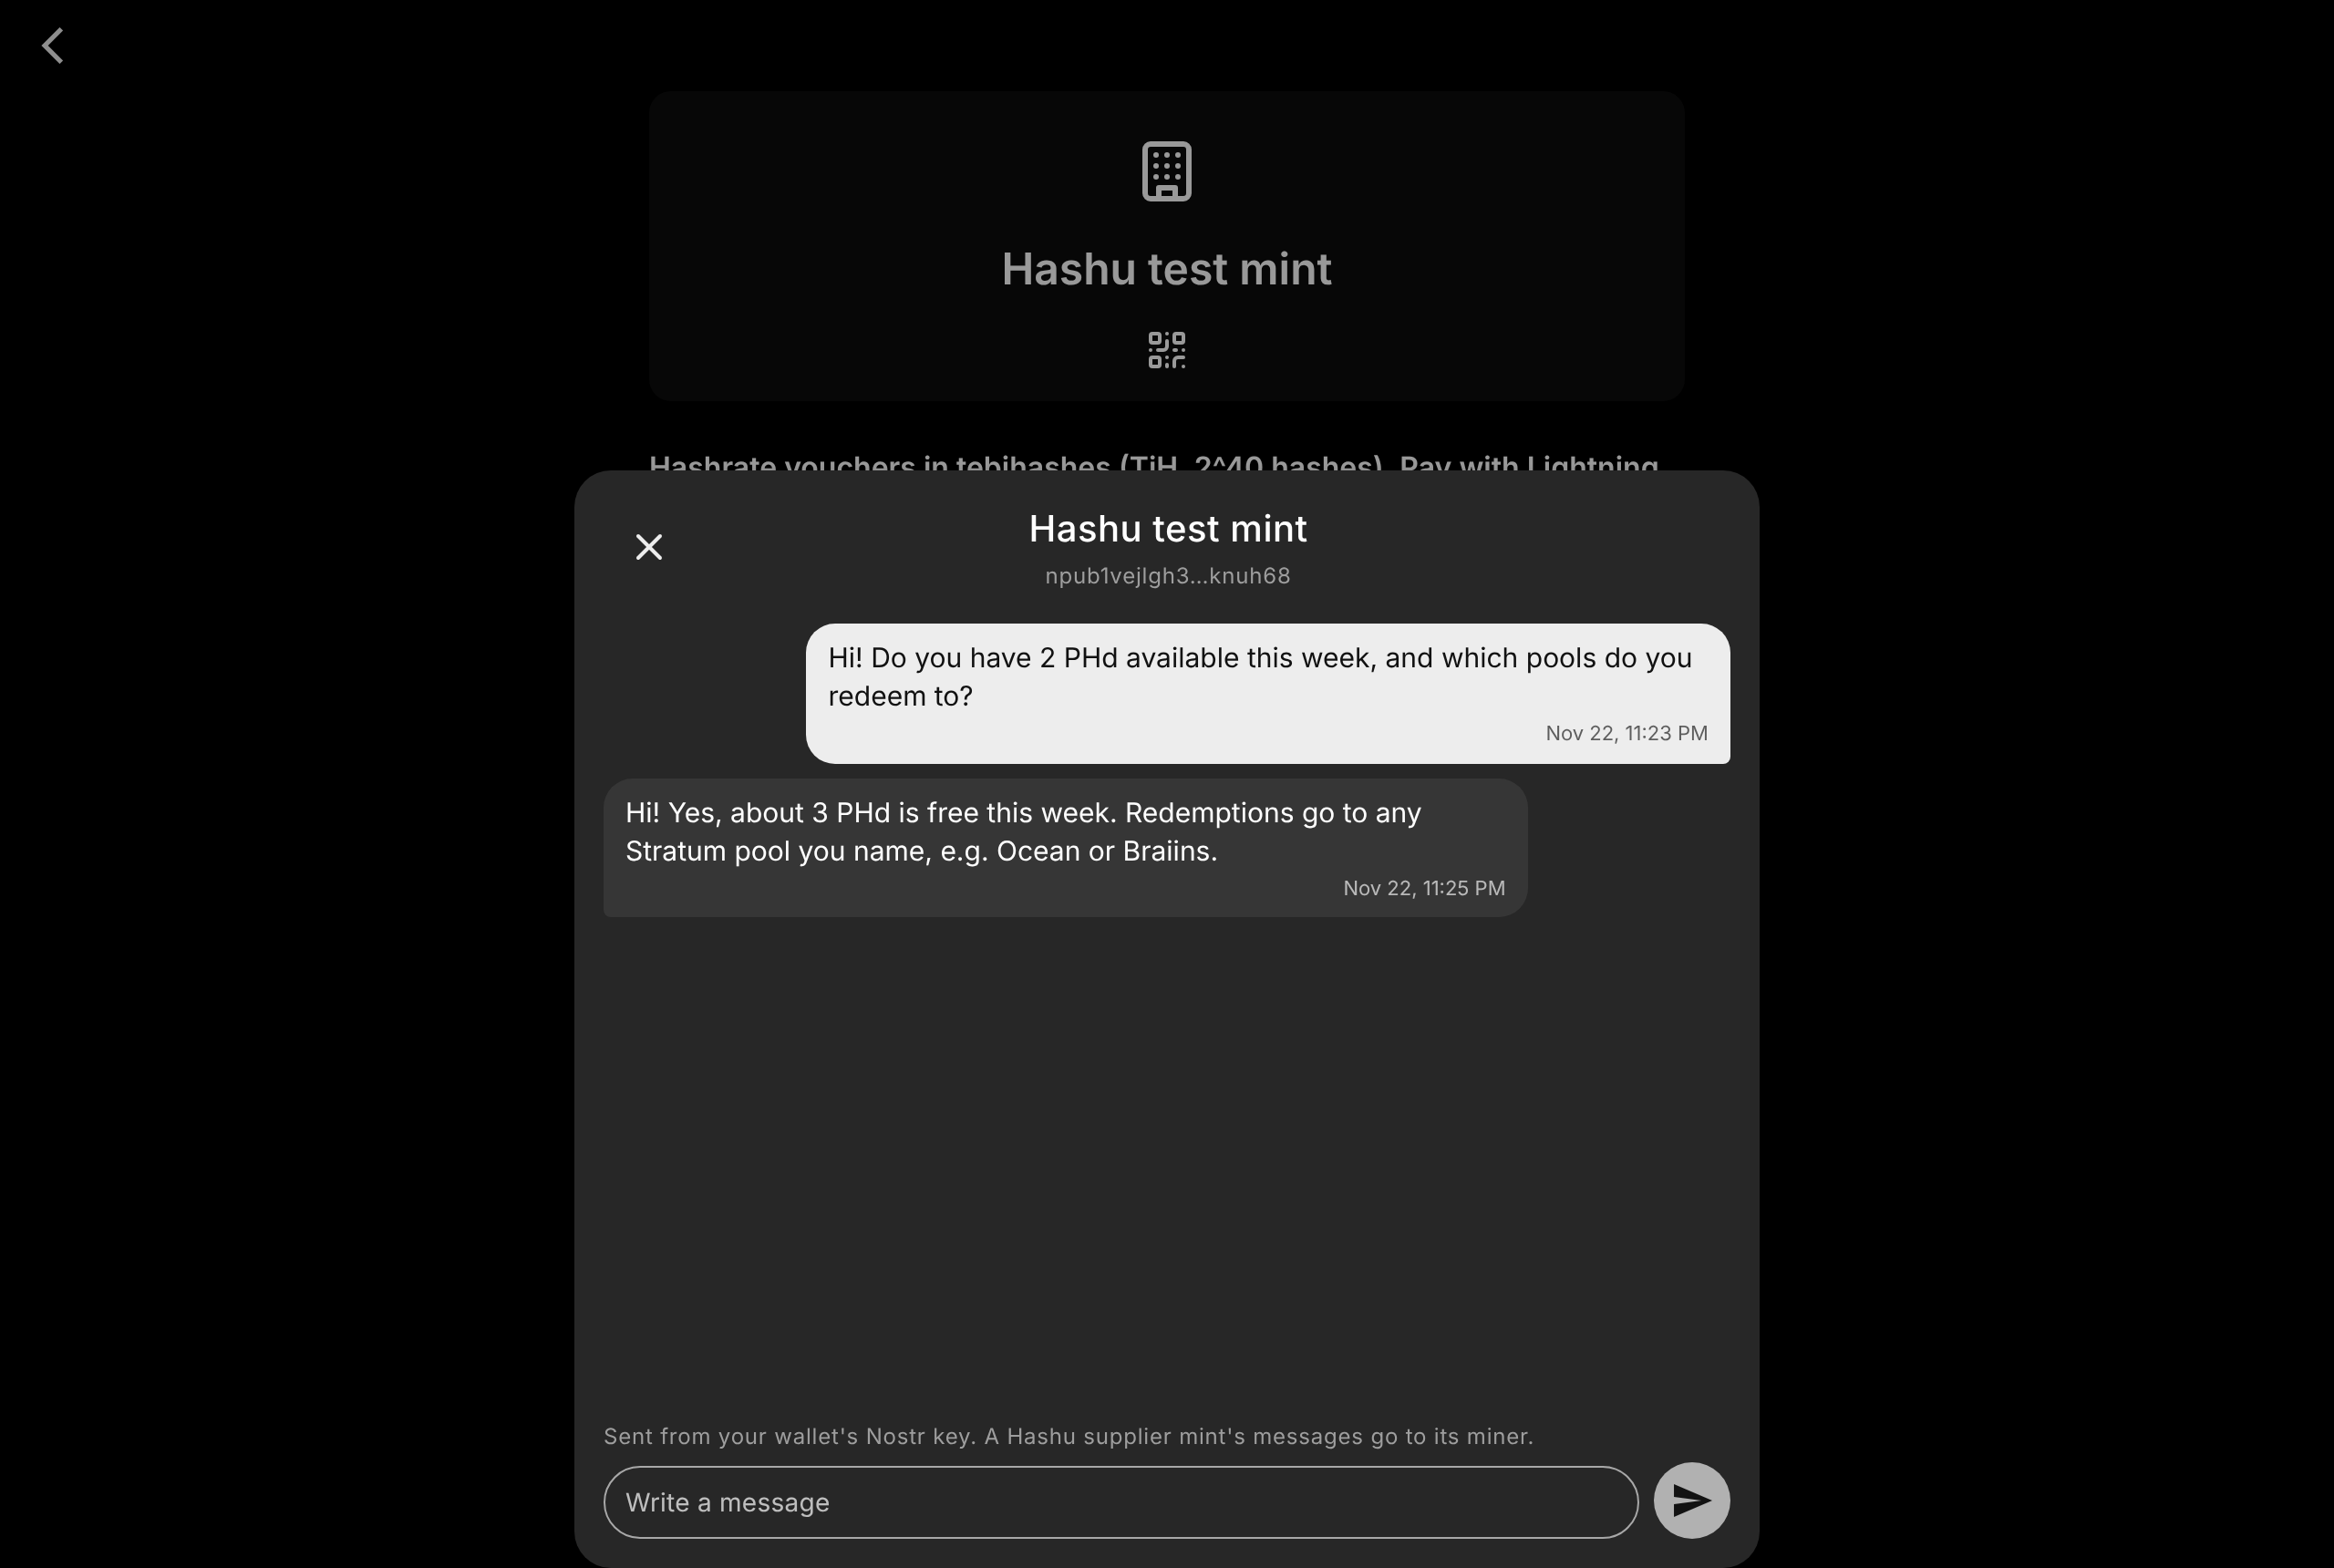 Hashu test mint
Hashrate vouchers in tebihashes (TiH, 2^40 hashes). Pay with Lightning
Hashu test mint
npub1vejlgh3...knuh68
Hi! Do you have 2 PHd available this week, and which pools do you
redeem to?
Nov 22, 11:23 PM
Hi! Yes, about 3 PHd is free this week. Redemptions go to any
Stratum pool you name, e.g. Ocean or Braiins.
Nov 22, 11:25 PM
Sent from your wallet's Nostr key. A Hashu supplier mint's messages go to its miner.
Write a message